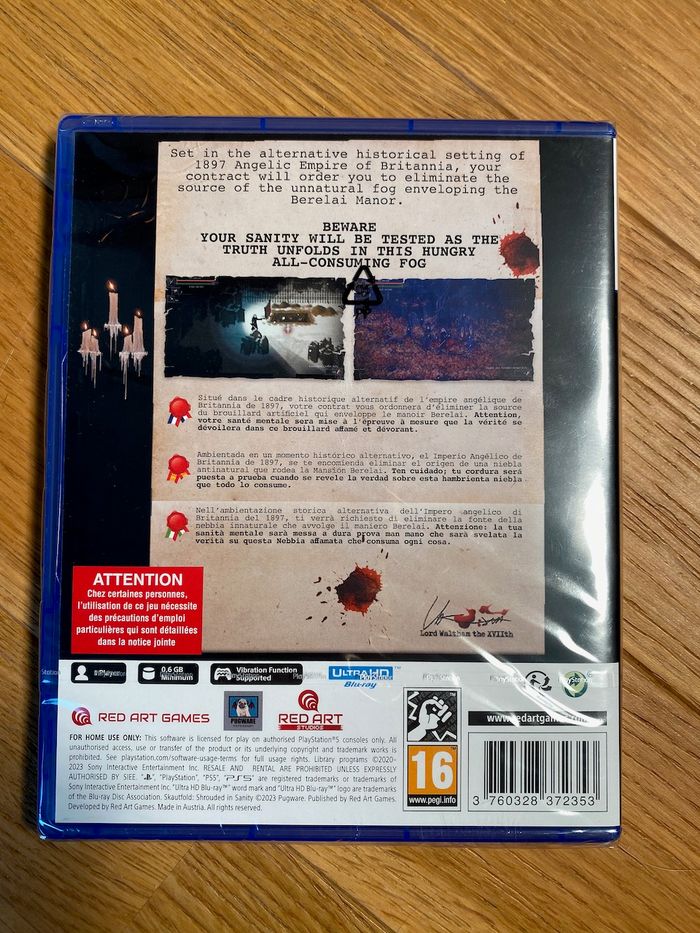 Set in the alternative historical setting of
1897 Angelic Empire of Britannia, your
contract will order you to eliminate the
source of the unnatural fog enveloping the
Berelai Manor.
BEWARE
YOUR SANITY WILL BE TESTED AS THE
TRUTH UNFOLDS IN THIS HUNGRY
ALL-CONSUMING FOG
Situé dans le cadre historique alternatif de l'empire angélique de
Britannia de 1897, votre contrat vous ordonnera d'éliminer la source
du brouillard artificiel qui enveloppe le manoir Berelai. Attention,
votre santé mentale sera mise à l'épreuve à mesure que la vérité se
dévoilera dans ce brouillard affamé et dévorant.
Ambientada en un momento histórico alternativo, el Imperio Angélico de
Britannia de 1897, se te encomienda eliminar el origen de una niebla
antinatural que rodea la Mansión Berelai. Ten cuidado; tu cordura será
puesta a prueba cuando se revele la verdad sobre esta hambrienta niebla
que todo lo consume.
Nell'ambientazione storica alternativa dell'Impero angelico di
Britannia del 1897, ti verrà richiesto di eliminare la fonte della
nebbia innaturale che avvolge il maniero Berelai. Attenzione: la tua
sanità mentale sarà messa a dura prova man mano che sarà svelata la
verità su questa Nebbia affamata che consuma ogni cosa.
Lord Waltham the XVIIth
ATTENTION
Chez certaines personnes,
l'utilisation de ce jeu nécessite
des précautions d'emploi
particulières qui sont détaillées
dans la notice jointe
0.6 GB Minimum
Vibration Function Supported
ULTRA HD
Blu-ray™
RED ART GAMES
PUGWARE
RED ART
STUDIOS
FOR HOME USE ONLY: This software is licensed for play on authorised PlayStation®5 consoles only. All
unauthorised access, use or transfer of the product or its underlying copyright and trademark works is
prohibited. See playstation.com/software-usage-terms for full usage rights. Library programs ©2020-
2023 Sony Interactive Entertainment Inc. RESALE AND RENTAL ARE PROHIBITED UNLESS EXPRESSLY
AUTHORISED BY SIEE. "", "PlayStation", "PS5", "PS5" are registered trademarks or trademarks of
Sony Interactive Entertainment Inc. "Ultra HD Blu-ray™" word mark and "Ultra HD Blu-ray™" logo are trademarks
of the Blu-ray Disc Association. Skautfold: Shrouded in Sanity ©2023 Pugware. Published by Red Art Games.
Developed by Red Art Games. Made in Austria. All rights reserved.
16
www.pegi.info
3 760328 372353